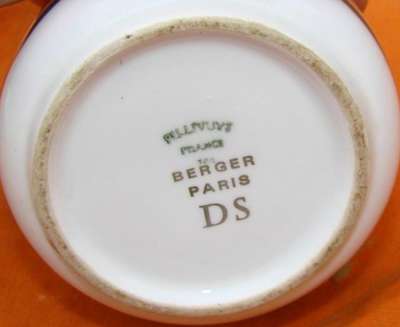 PILLIVUYT
FRANCE
BERGER
PARIS
DS